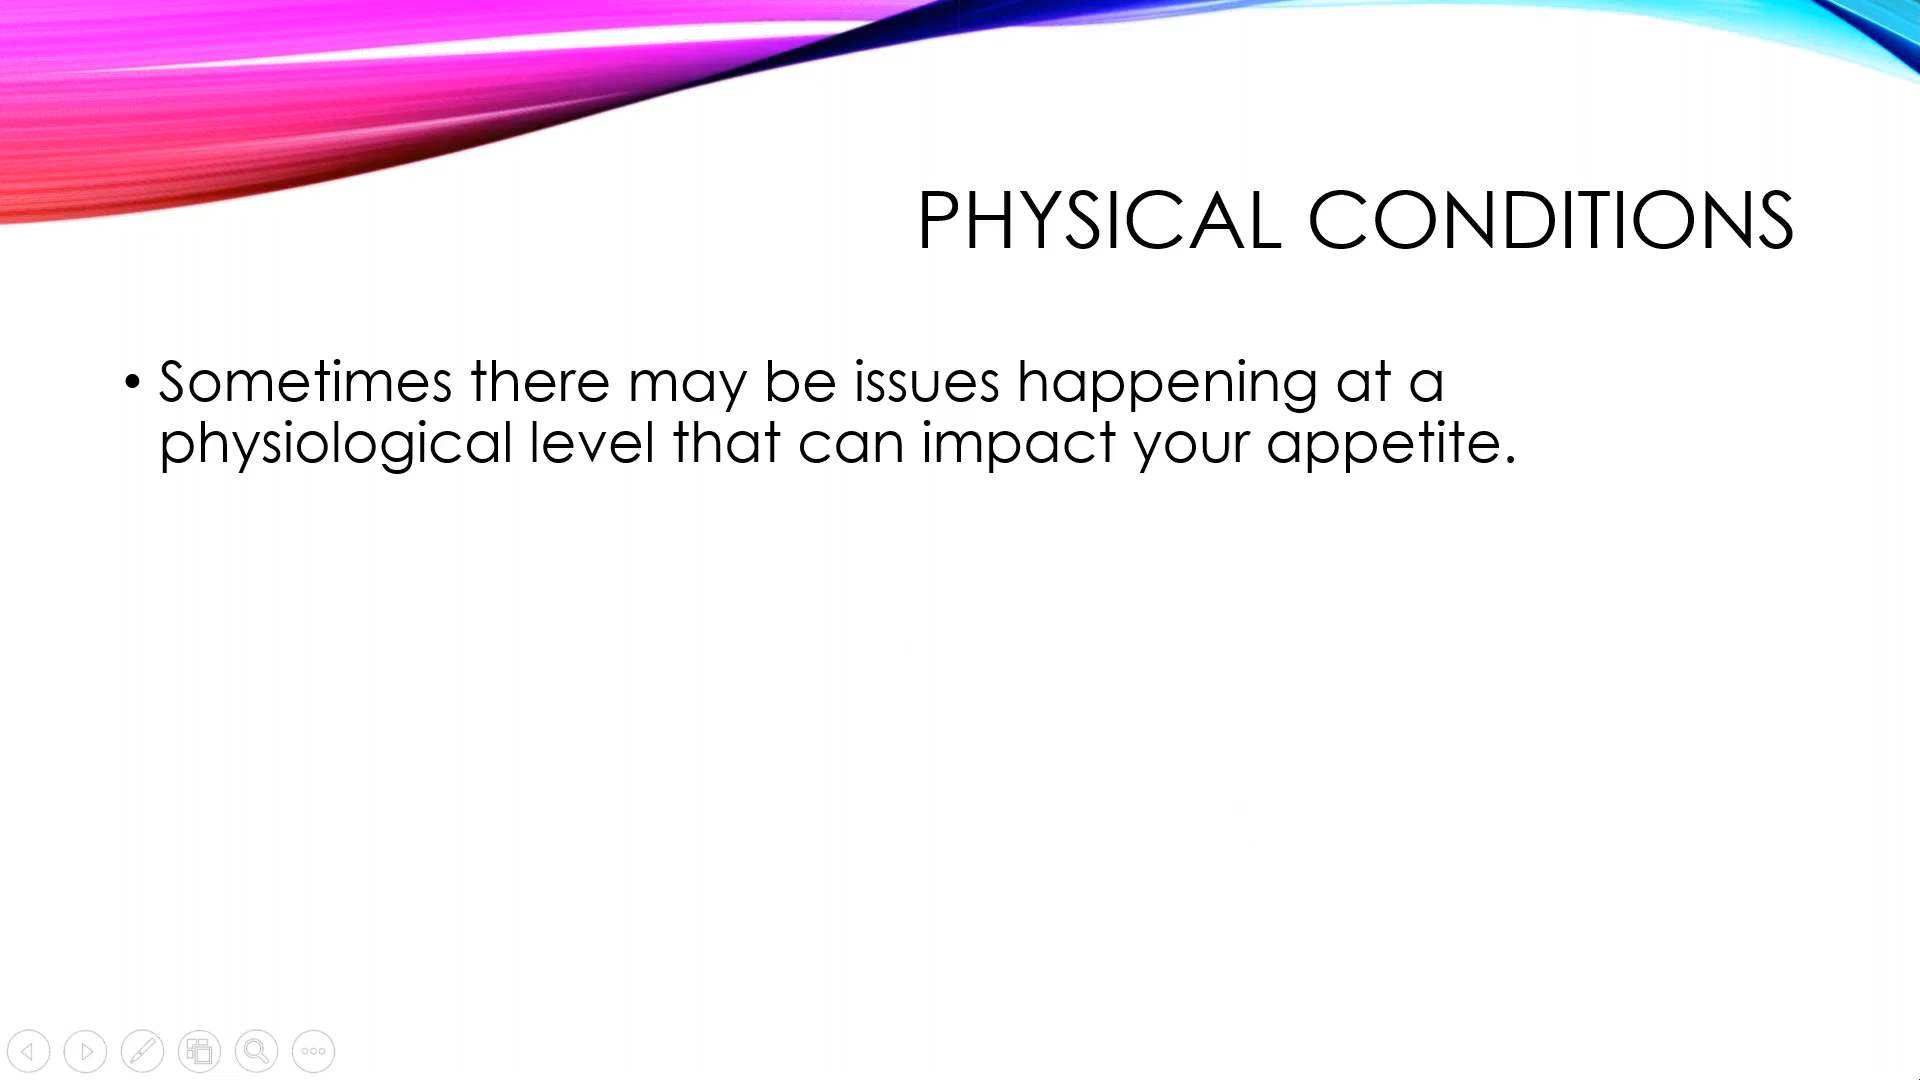 PHYSICAL CONDITIONS
• Sometimes there may be issues happening at a
physiological level that can impact your appetite.